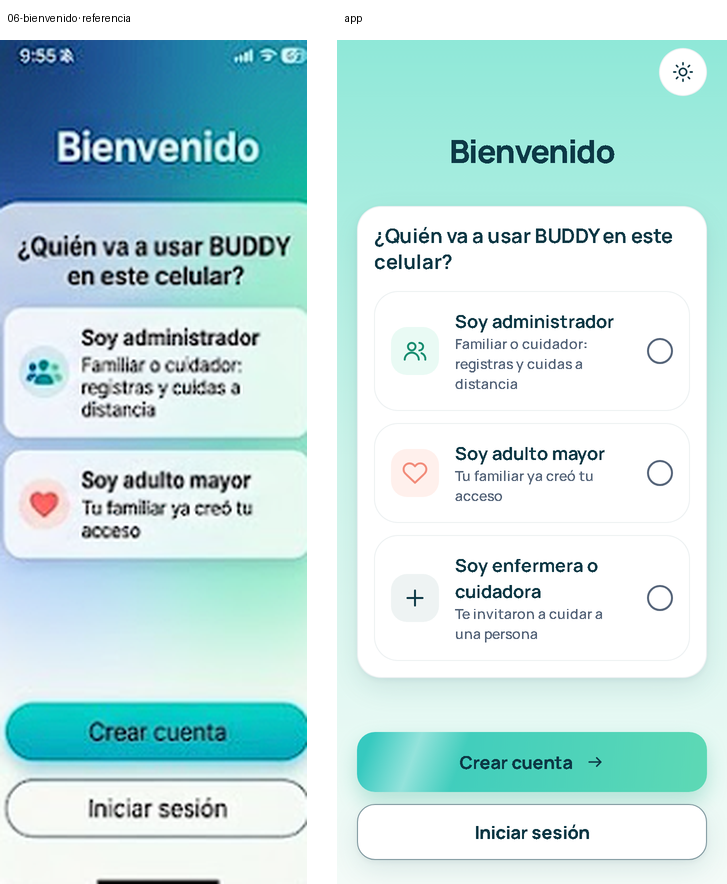 06-bienvenido·referencia
app
9:55
Bienvenido
¿Quién va a usar BUDDY
en este celular?
Soy administrador
Familiar o cuidador:
registras y cuidas a
distancia
Soy adulto mayor
Tu familiar ya creó tu
acceso
Crear cuenta
Iniciar sesión
Bienvenido
¿Quién va a usar BUDDY en este
celular?
Soy administrador
Familiar o cuidador:
registras y cuidas a
distancia
Soy adulto mayor
Tu familiar ya creó tu
acceso
Soy enfermera o
cuidadora
Te invitaron a cuidar a
una persona
Crear cuenta →
Iniciar sesión